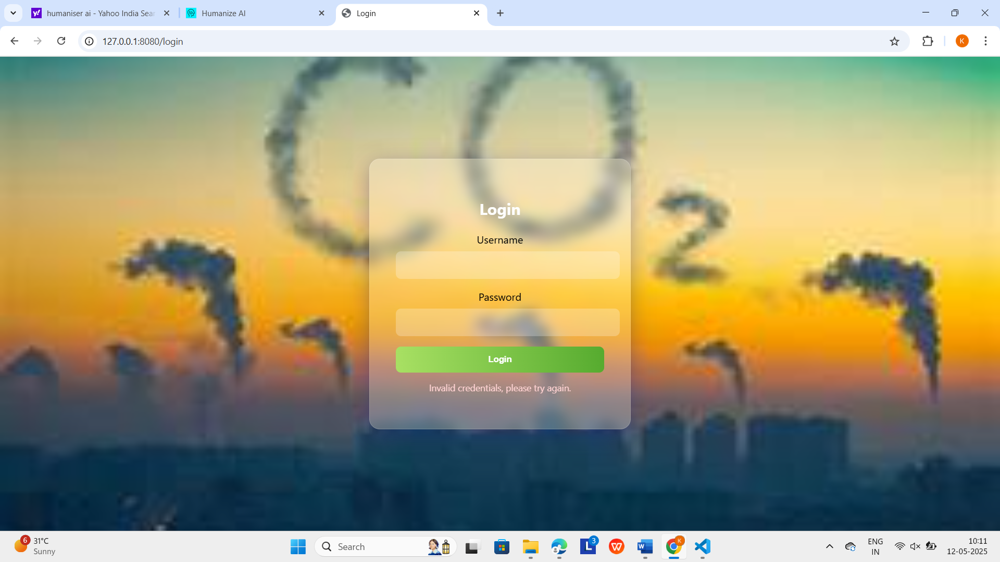 humaniser ai - Yahoo India Sear
Humanize AI
Login
127.0.0.1:8080/login
K
CO2
Login
Username
Password
Login
Invalid credentials, please try again.
6
31°C
Sunny
Search
L
3
W
W
K
ENG
IN
10:11
12-05-2025